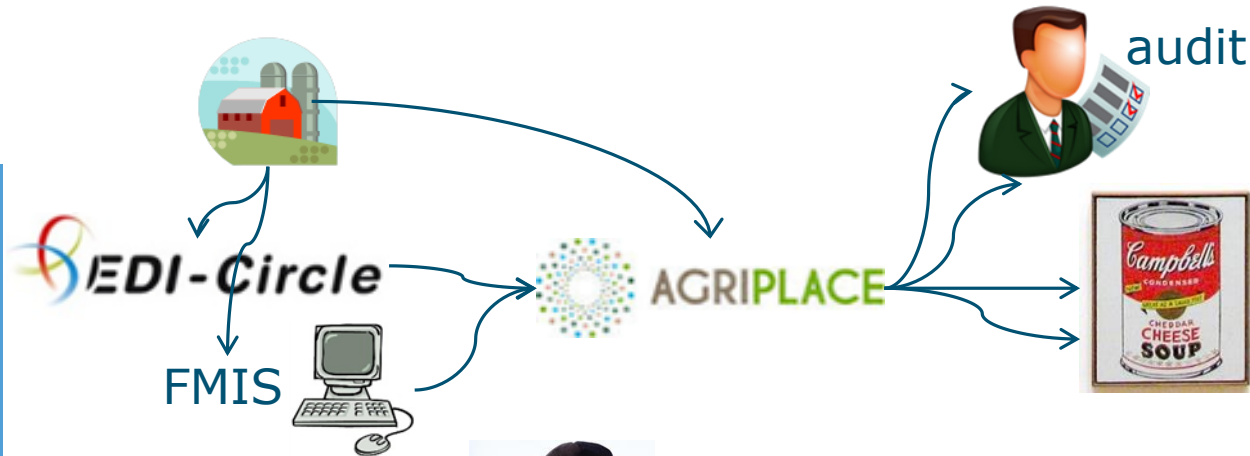 audit
EDI-Circle
AGRIPLACE
FMIS
Campbell's
CONDENSED
CHEDDAR
CHEESE
SOUP